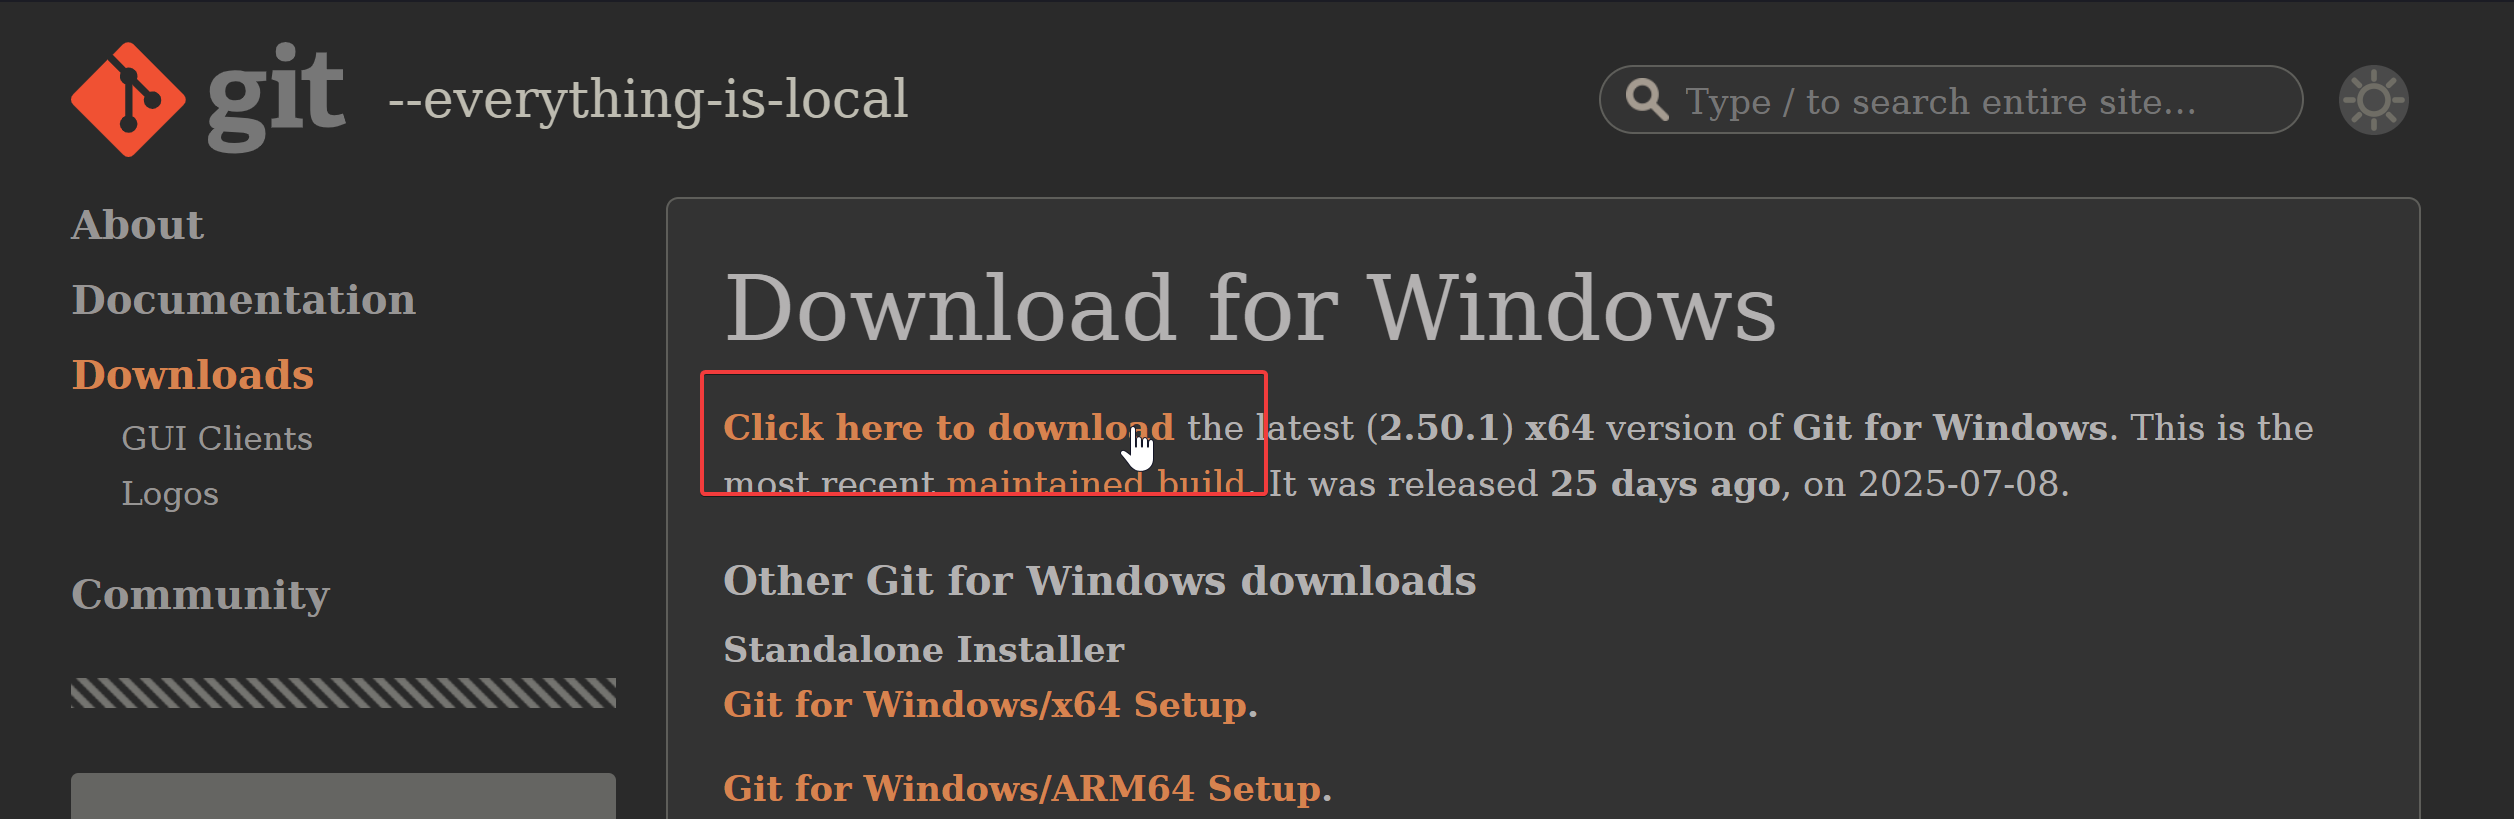 git --everything-is-local
Type / to search entire site...
About
Documentation
Downloads
GUI Clients
Logos
Community
Download for Windows
Click here to download the latest (2.50.1) x64 version of Git for Windows. This is the
most recent maintained build. It was released 25 days ago, on 2025-07-08.
Other Git for Windows downloads
Standalone Installer
Git for Windows/x64 Setup.
Git for Windows/ARM64 Setup.